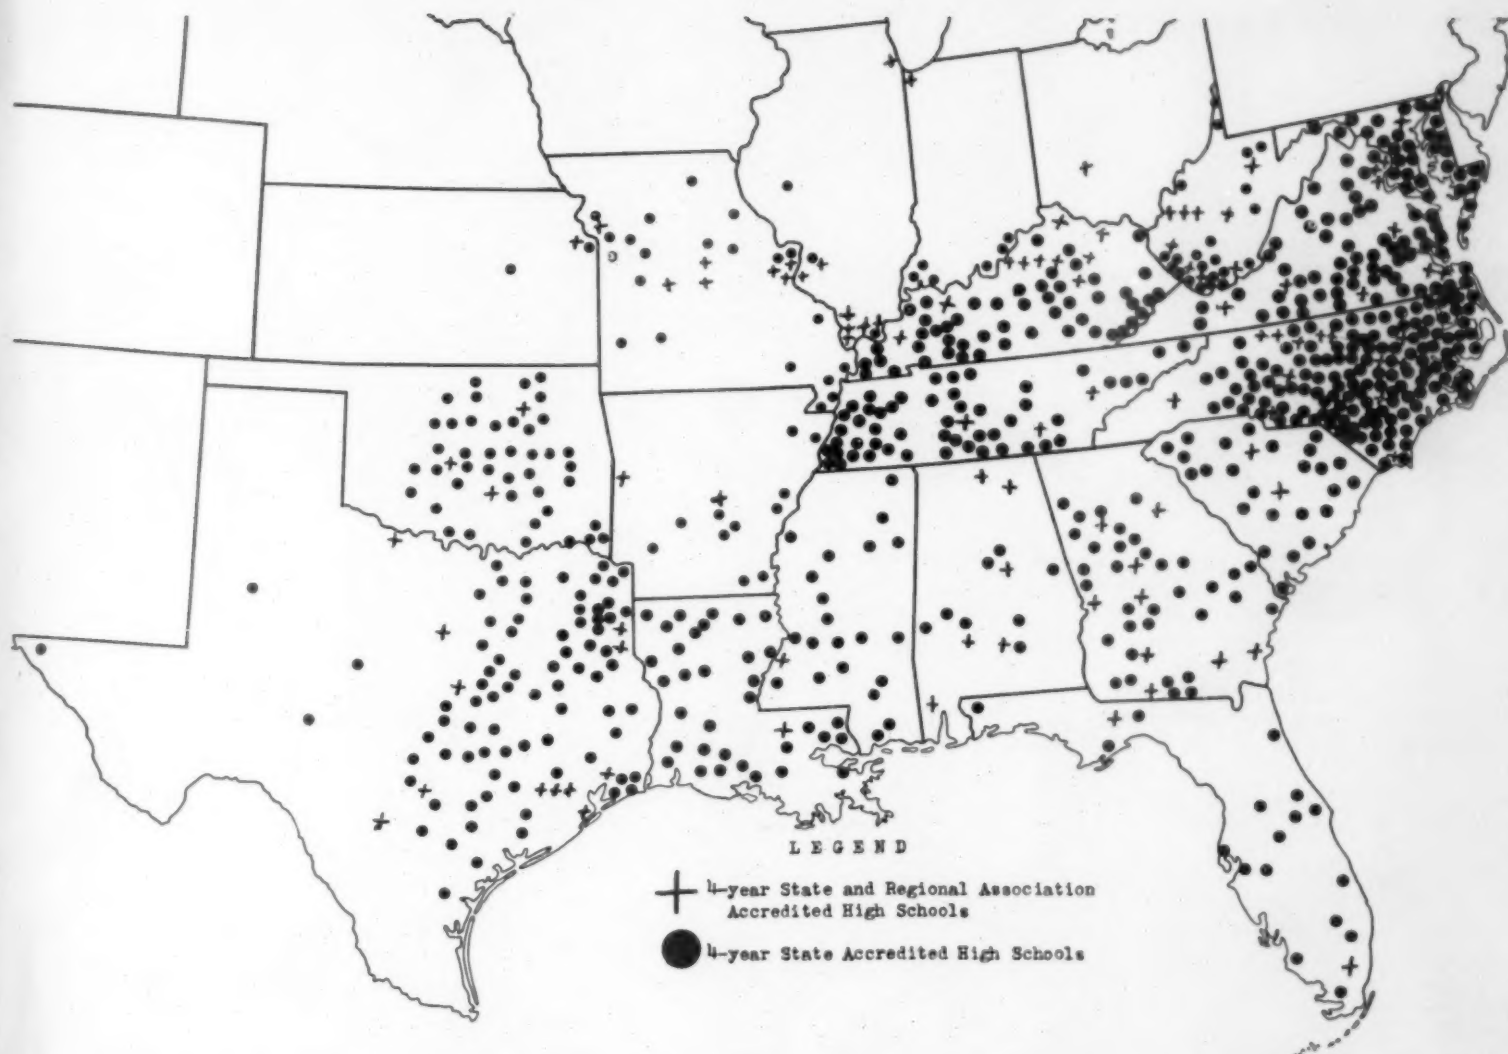 LEGEND
4-year State and Regional Association
Accredited High Schools
4-year State Accredited High Schools